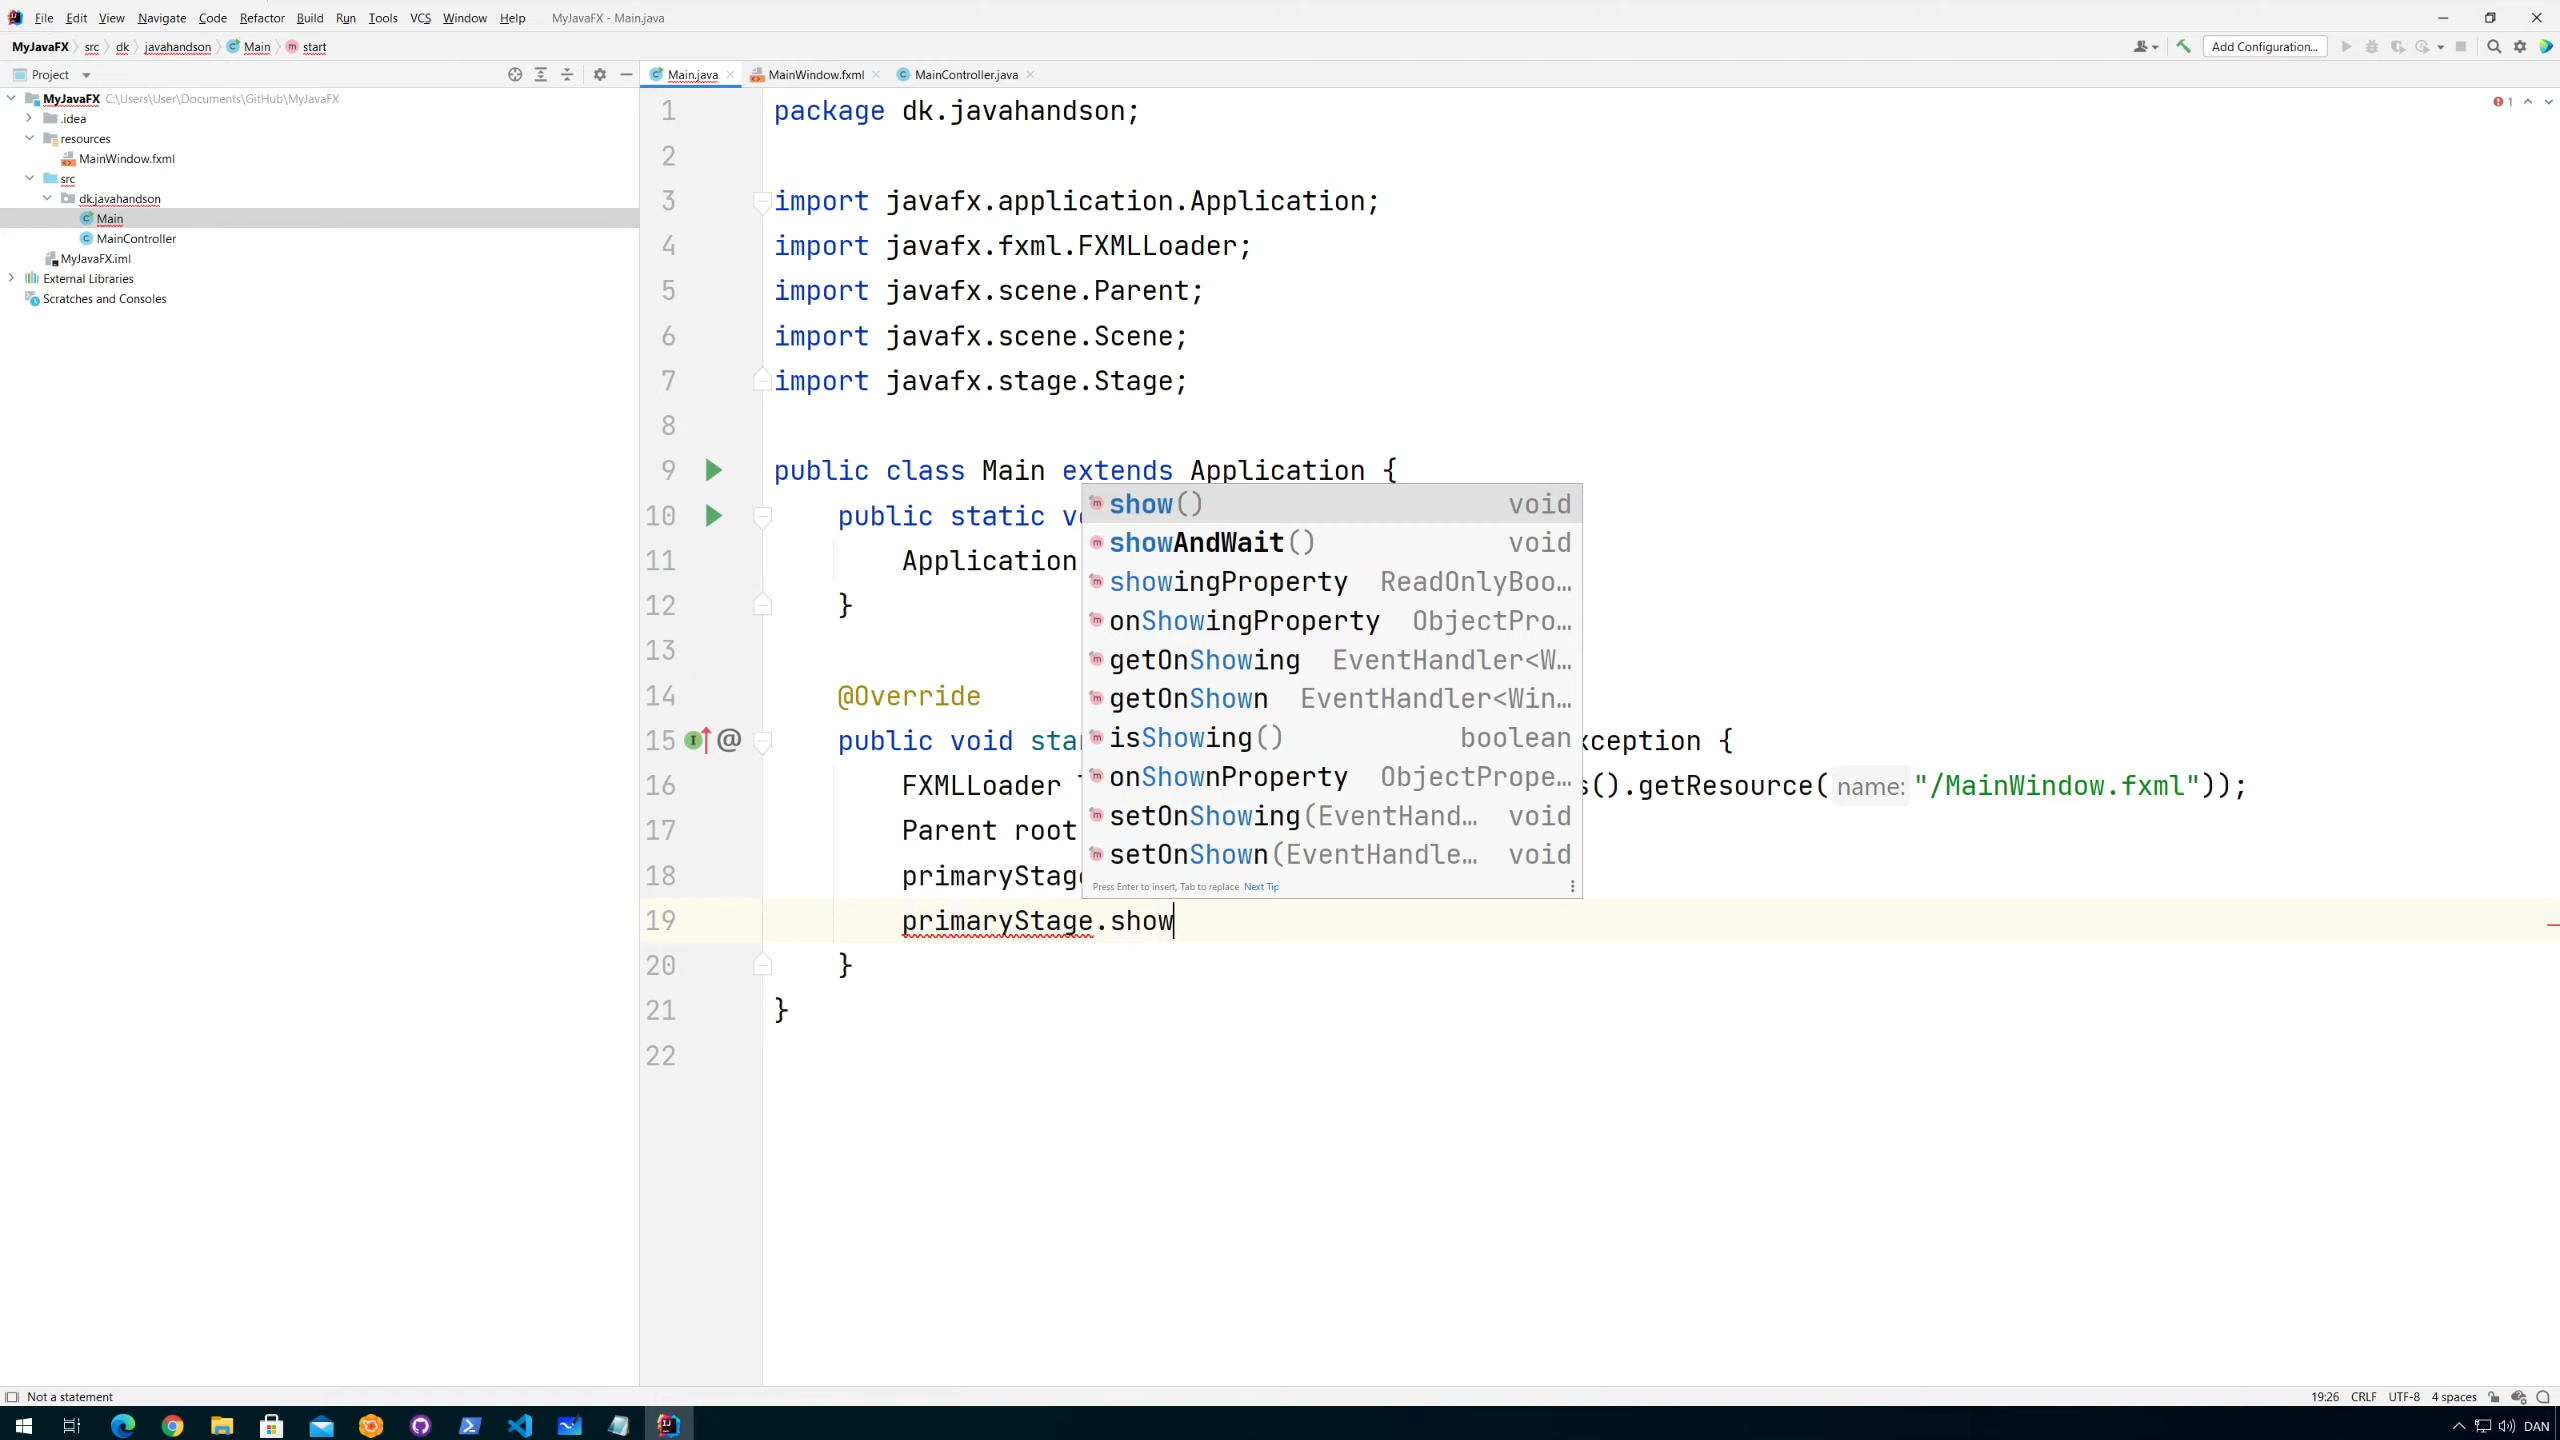 File Edit View Navigate Code Refactor Build Run Tools VCS Window Help MyJavaFX - Main.java
MyJavaFX src dk javahandson Main start Add Configuration...
Project Main.java MainWindow.fxml MainController.java
MyJavaFX C:\Users\User\Documents\GitHub\MyJavaFX
.idea
resources
MainWindow.fxml
src
dk.javahandson
Main
MainController
MyJavaFX.iml
External Libraries
Scratches and Consoles
1
1 package dk.javahandson;
2
3 import javafx.application.Application;
4 import javafx.fxml.FXMLLoader;
5 import javafx.scene.Parent;
6 import javafx.scene.Scene;
7 import javafx.stage.Stage;
8
9 public class Main extends Application {
10 public static v
11 Application
12 }
13
14 @Override
15 public void sta xception {
16 FXMLLoader s().getResource( name: "/MainWindow.fxml"));
17 Parent root
18 primaryStag
19 primaryStage.show
20 }
21 }
22
show() void
showAndWait() void
showingProperty ReadOnlyBoo...
onShowingProperty ObjectPro...
getOnShowing EventHandler<W...
getOnShown EventHandler<Win...
isShowing() boolean
onShownProperty ObjectPrope...
setOnShowing(EventHand... void
setOnShown(EventHandle... void
Press Enter to insert, Tab to replace Next Tip
Not a statement 19:26 CRLF UTF-8 4 spaces
DAN